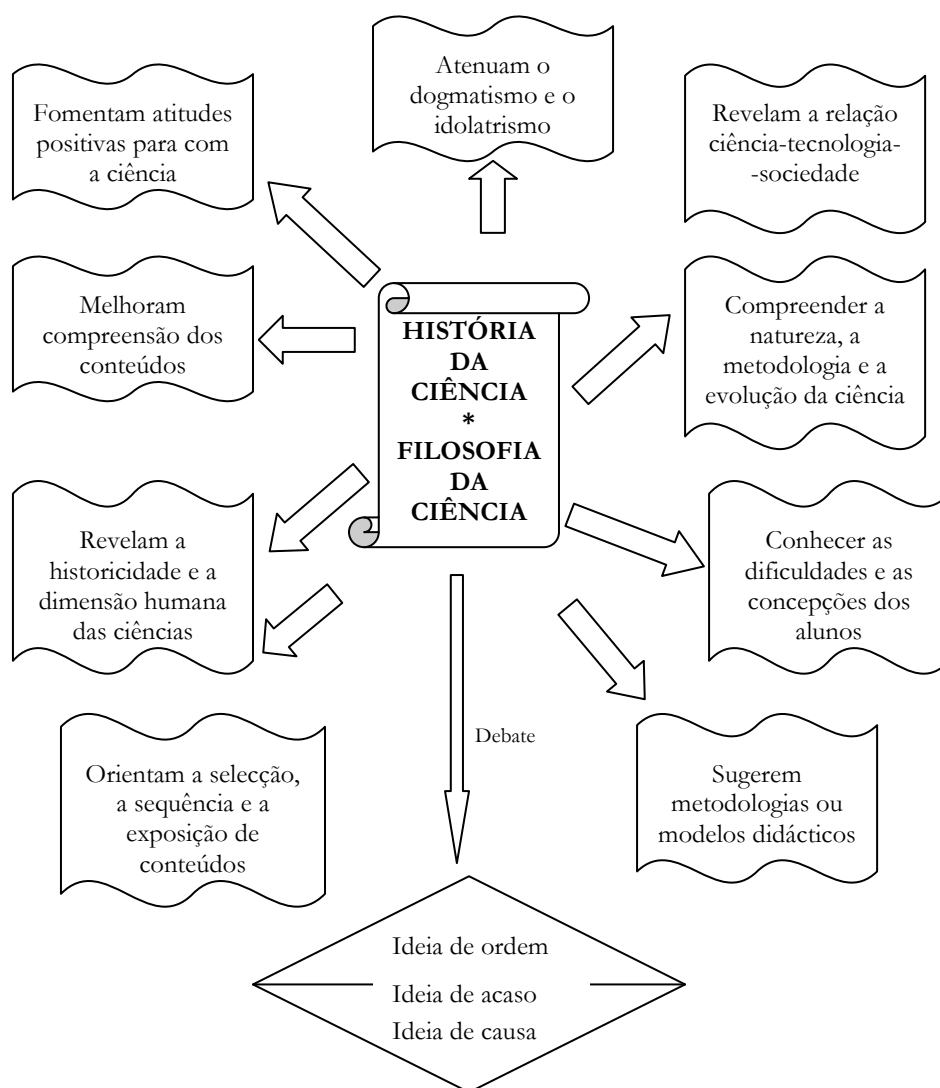 Atenuam o
dogmatismo e o
idolatrismo
Fomentam atitudes
positivas para com
a ciência
Revelam a relação
ciência-tecnologia-
-sociedade
Melhoram
compreensão dos
conteúdos
HISTÓRIA
DA
CIÊNCIA
*
FILOSOFIA
DA
CIÊNCIA
Compreender a
natureza, a
metodologia e a
evolução da ciência
Revelam a
historicidade e a
dimensão humana
das ciências
Conhecer as
dificuldades e as
concepções dos
alunos
Orientam a selecção,
a sequência e a
exposição de
conteúdos
Debate
Sugerem
metodologias ou
modelos didácticos
Ideia de ordem
Ideia de acaso
Ideia de causa